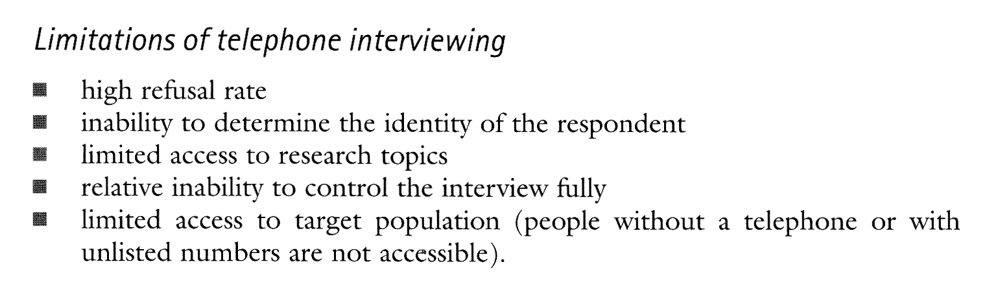 Limitations of telephone interviewing
■ high refusal rate
■ inability to determine the identity of the respondent
■ limited access to research topics
■ relative inability to control the interview fully
■ limited access to target population (people without a telephone or with
unlisted numbers are not accessible).